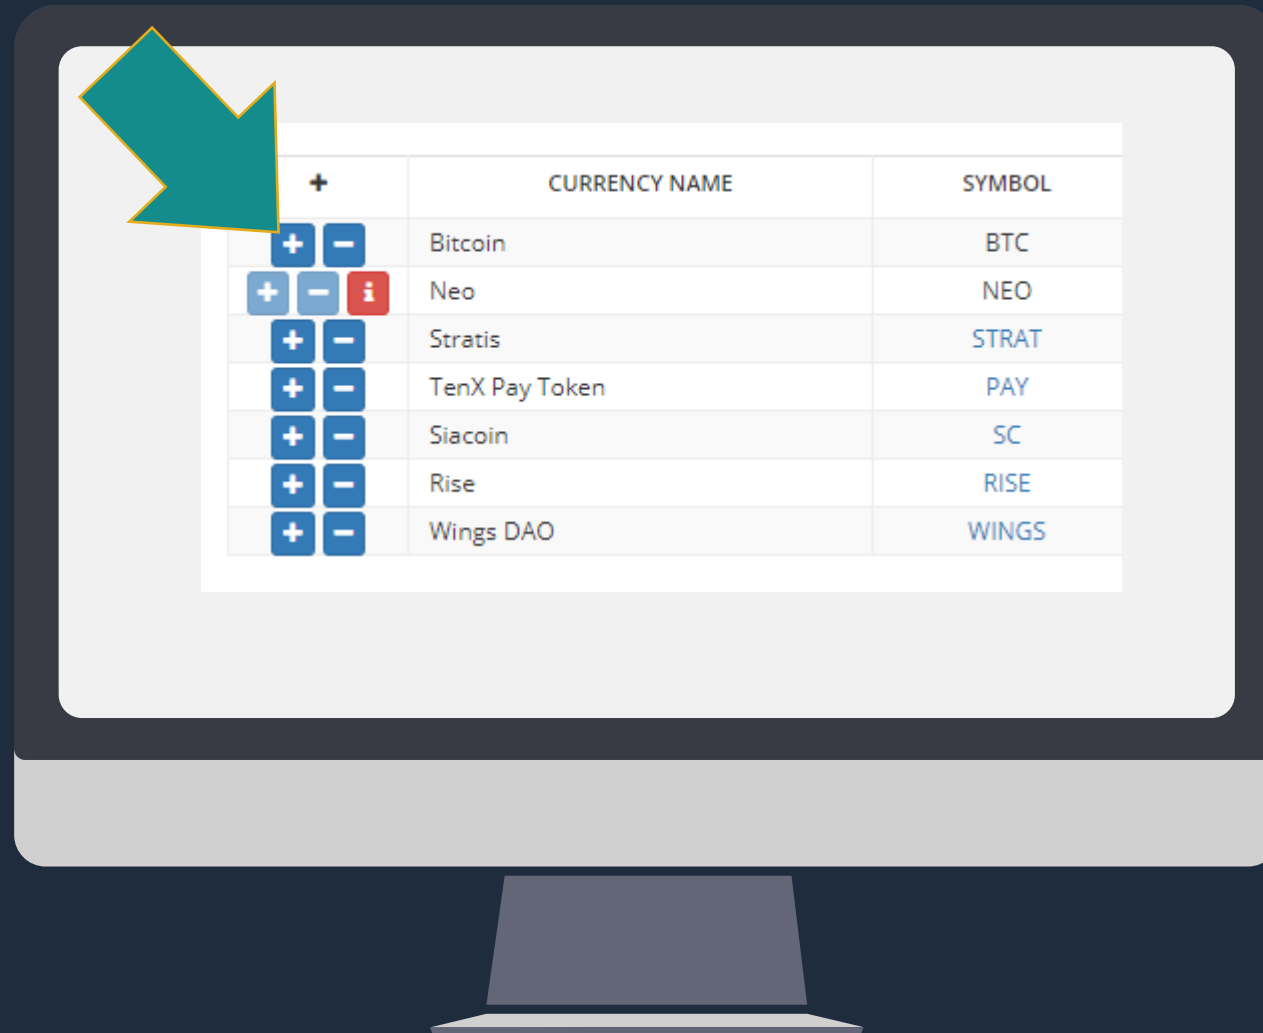 + CURRENCY NAME SYMBOL
+ − Bitcoin BTC
+ − i Neo NEO
+ − Stratis STRAT
+ − TenX Pay Token PAY
+ − Siacoin SC
+ − Rise RISE
+ − Wings DAO WINGS